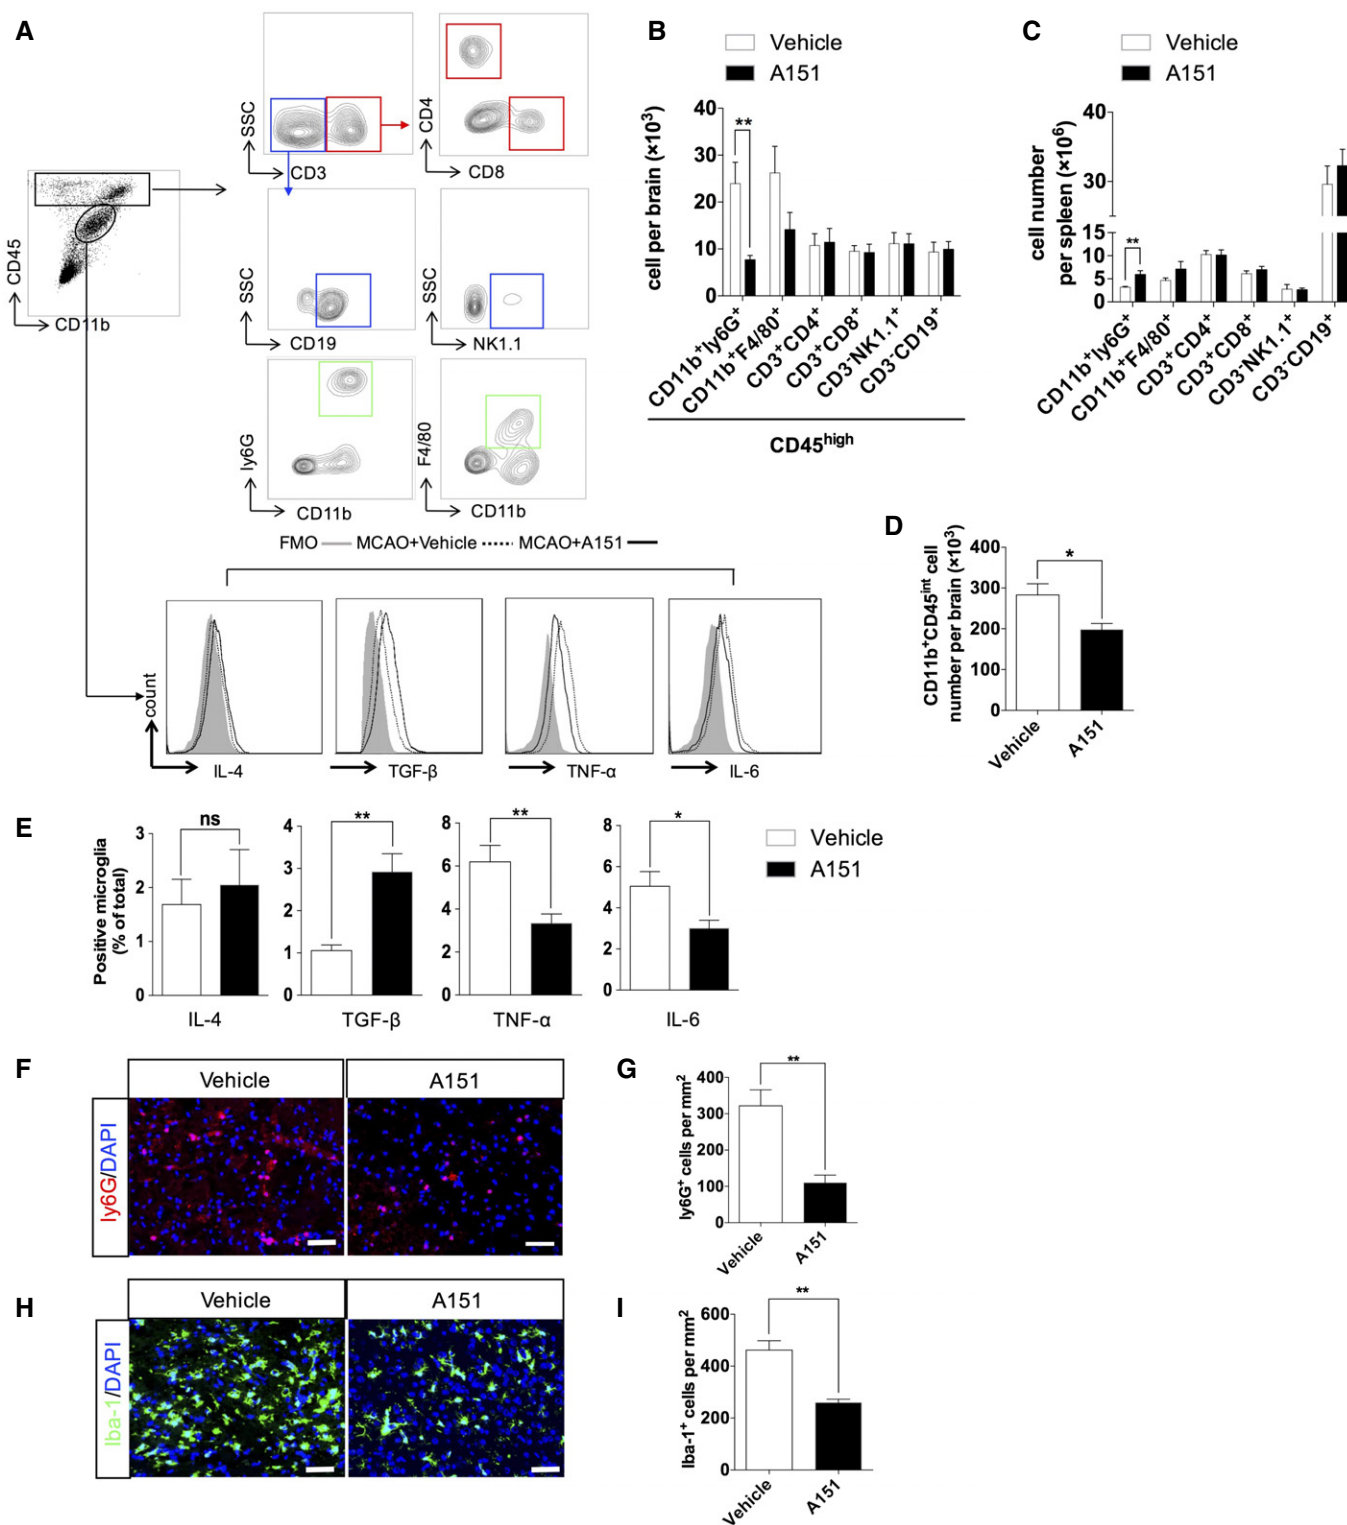 A
SSC
CD3
CD4
CD8
CD45
CD11b
SSC
CD19
SSC
NK1.1
ly6G
CD11b
F4/80
CD11b
FMO MCAO+Vehicle MCAO+A151
count
IL-4
TGF-β
TNF-α
IL-6
B
Vehicle
A151
cell per brain (×10³)
40
30
20
10
0
**
CD11b⁺ly6G⁺
CD11b⁺F4/80⁺
CD3⁺CD4⁺
CD3⁺CD8⁺
CD3⁻NK1.1⁺
CD3⁻CD19⁺
CD45ʰⁱᵍʰ
C
Vehicle
A151
cell number
per spleen (×10⁶)
40
30
15
10
5
0
**
CD11b⁺ly6G⁺
CD11b⁺F4/80⁺
CD3⁺CD4⁺
CD3⁺CD8⁺
CD3⁻NK1.1⁺
CD3⁻CD19⁺
D
CD11b⁺CD45ⁱⁿᵗ cell
number per brain (×10³)
400
300
200
100
0
*
Vehicle
A151
E
Positive microglia
(% of total)
3
2
1
0
ns
IL-4
4
3
2
1
0
**
TGF-β
8
6
4
2
0
**
TNF-α
8
6
4
2
0
*
IL-6
Vehicle
A151
F
Vehicle
A151
ly6G/DAPI
G
ly6G⁺ cells per mm²
400
300
200
100
0
**
Vehicle
A151
H
Vehicle
A151
Iba-1/DAPI
I
Iba-1⁺ cells per mm²
600
400
200
0
**
Vehicle
A151